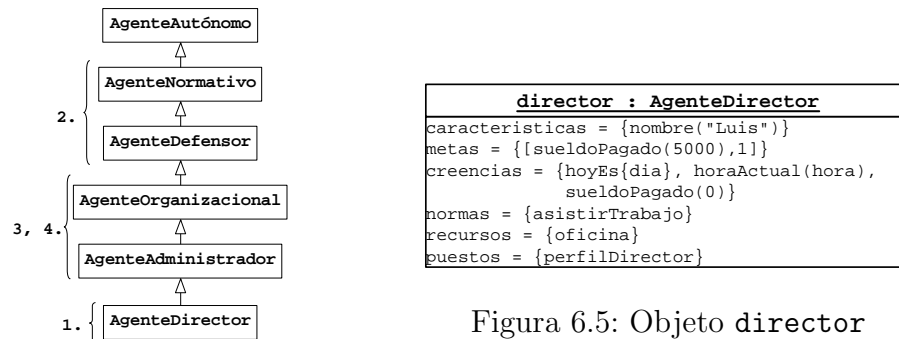 AgenteAutónomo
AgenteNormativo
2.
AgenteDefensor
AgenteOrganizacional
3, 4.
AgenteAdministrador
1.
AgenteDirector
director : AgenteDirector
caracteristicas = {nombre("Luis")}
metas = {[sueldoPagado(5000),1]}
creencias = {hoyEs{dia}, horaActual(hora),
sueldoPagado(0)}
normas = {asistirTrabajo}
recursos = {oficina}
puestos = {perfilDirector}
Figura 6.5: Objeto director